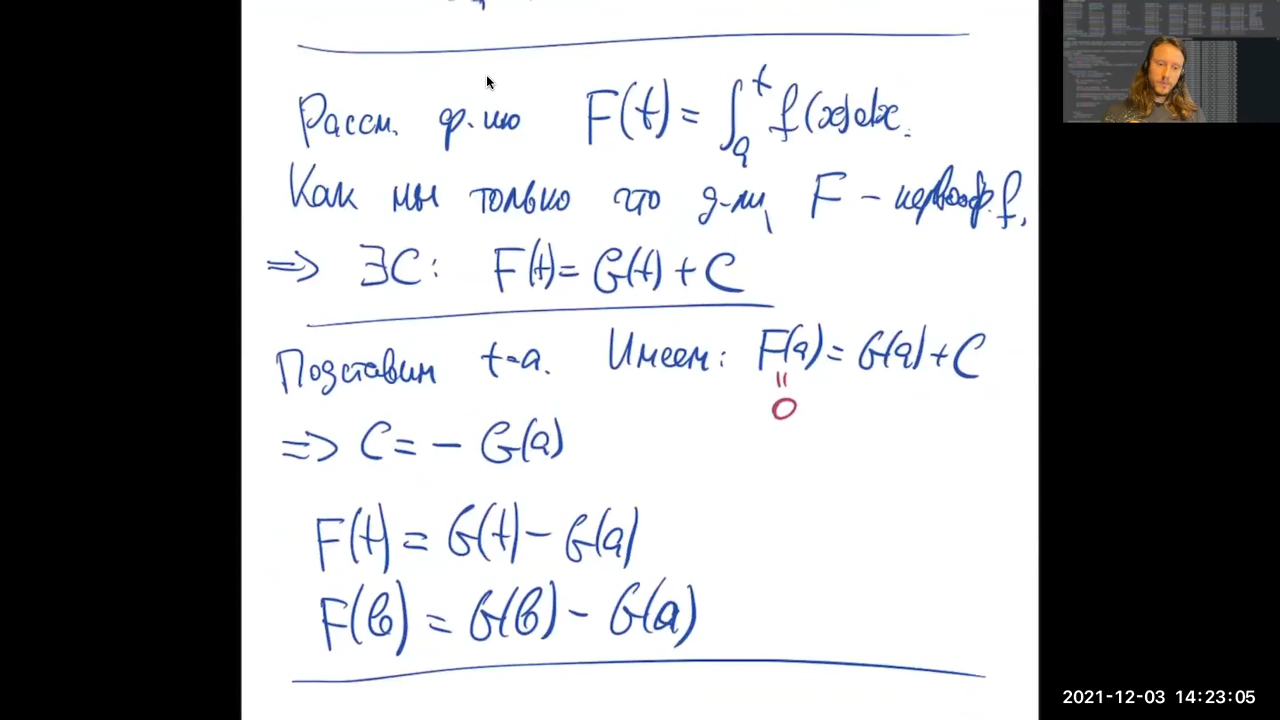 Рассм. ф-ию F(t) = ∫ₐᵗ f(x)dx.
Как мы только что д-ли, F - первообр. f,
=> ∃C: F(t) = G(t) + C
Подставим t=a. Имеем: F(a) = G(a) + C
"
0
=> C = - G(a)
F(t) = G(t) - G(a)
F(b) = G(b) - G(a)
2021-12-03 14:23:05